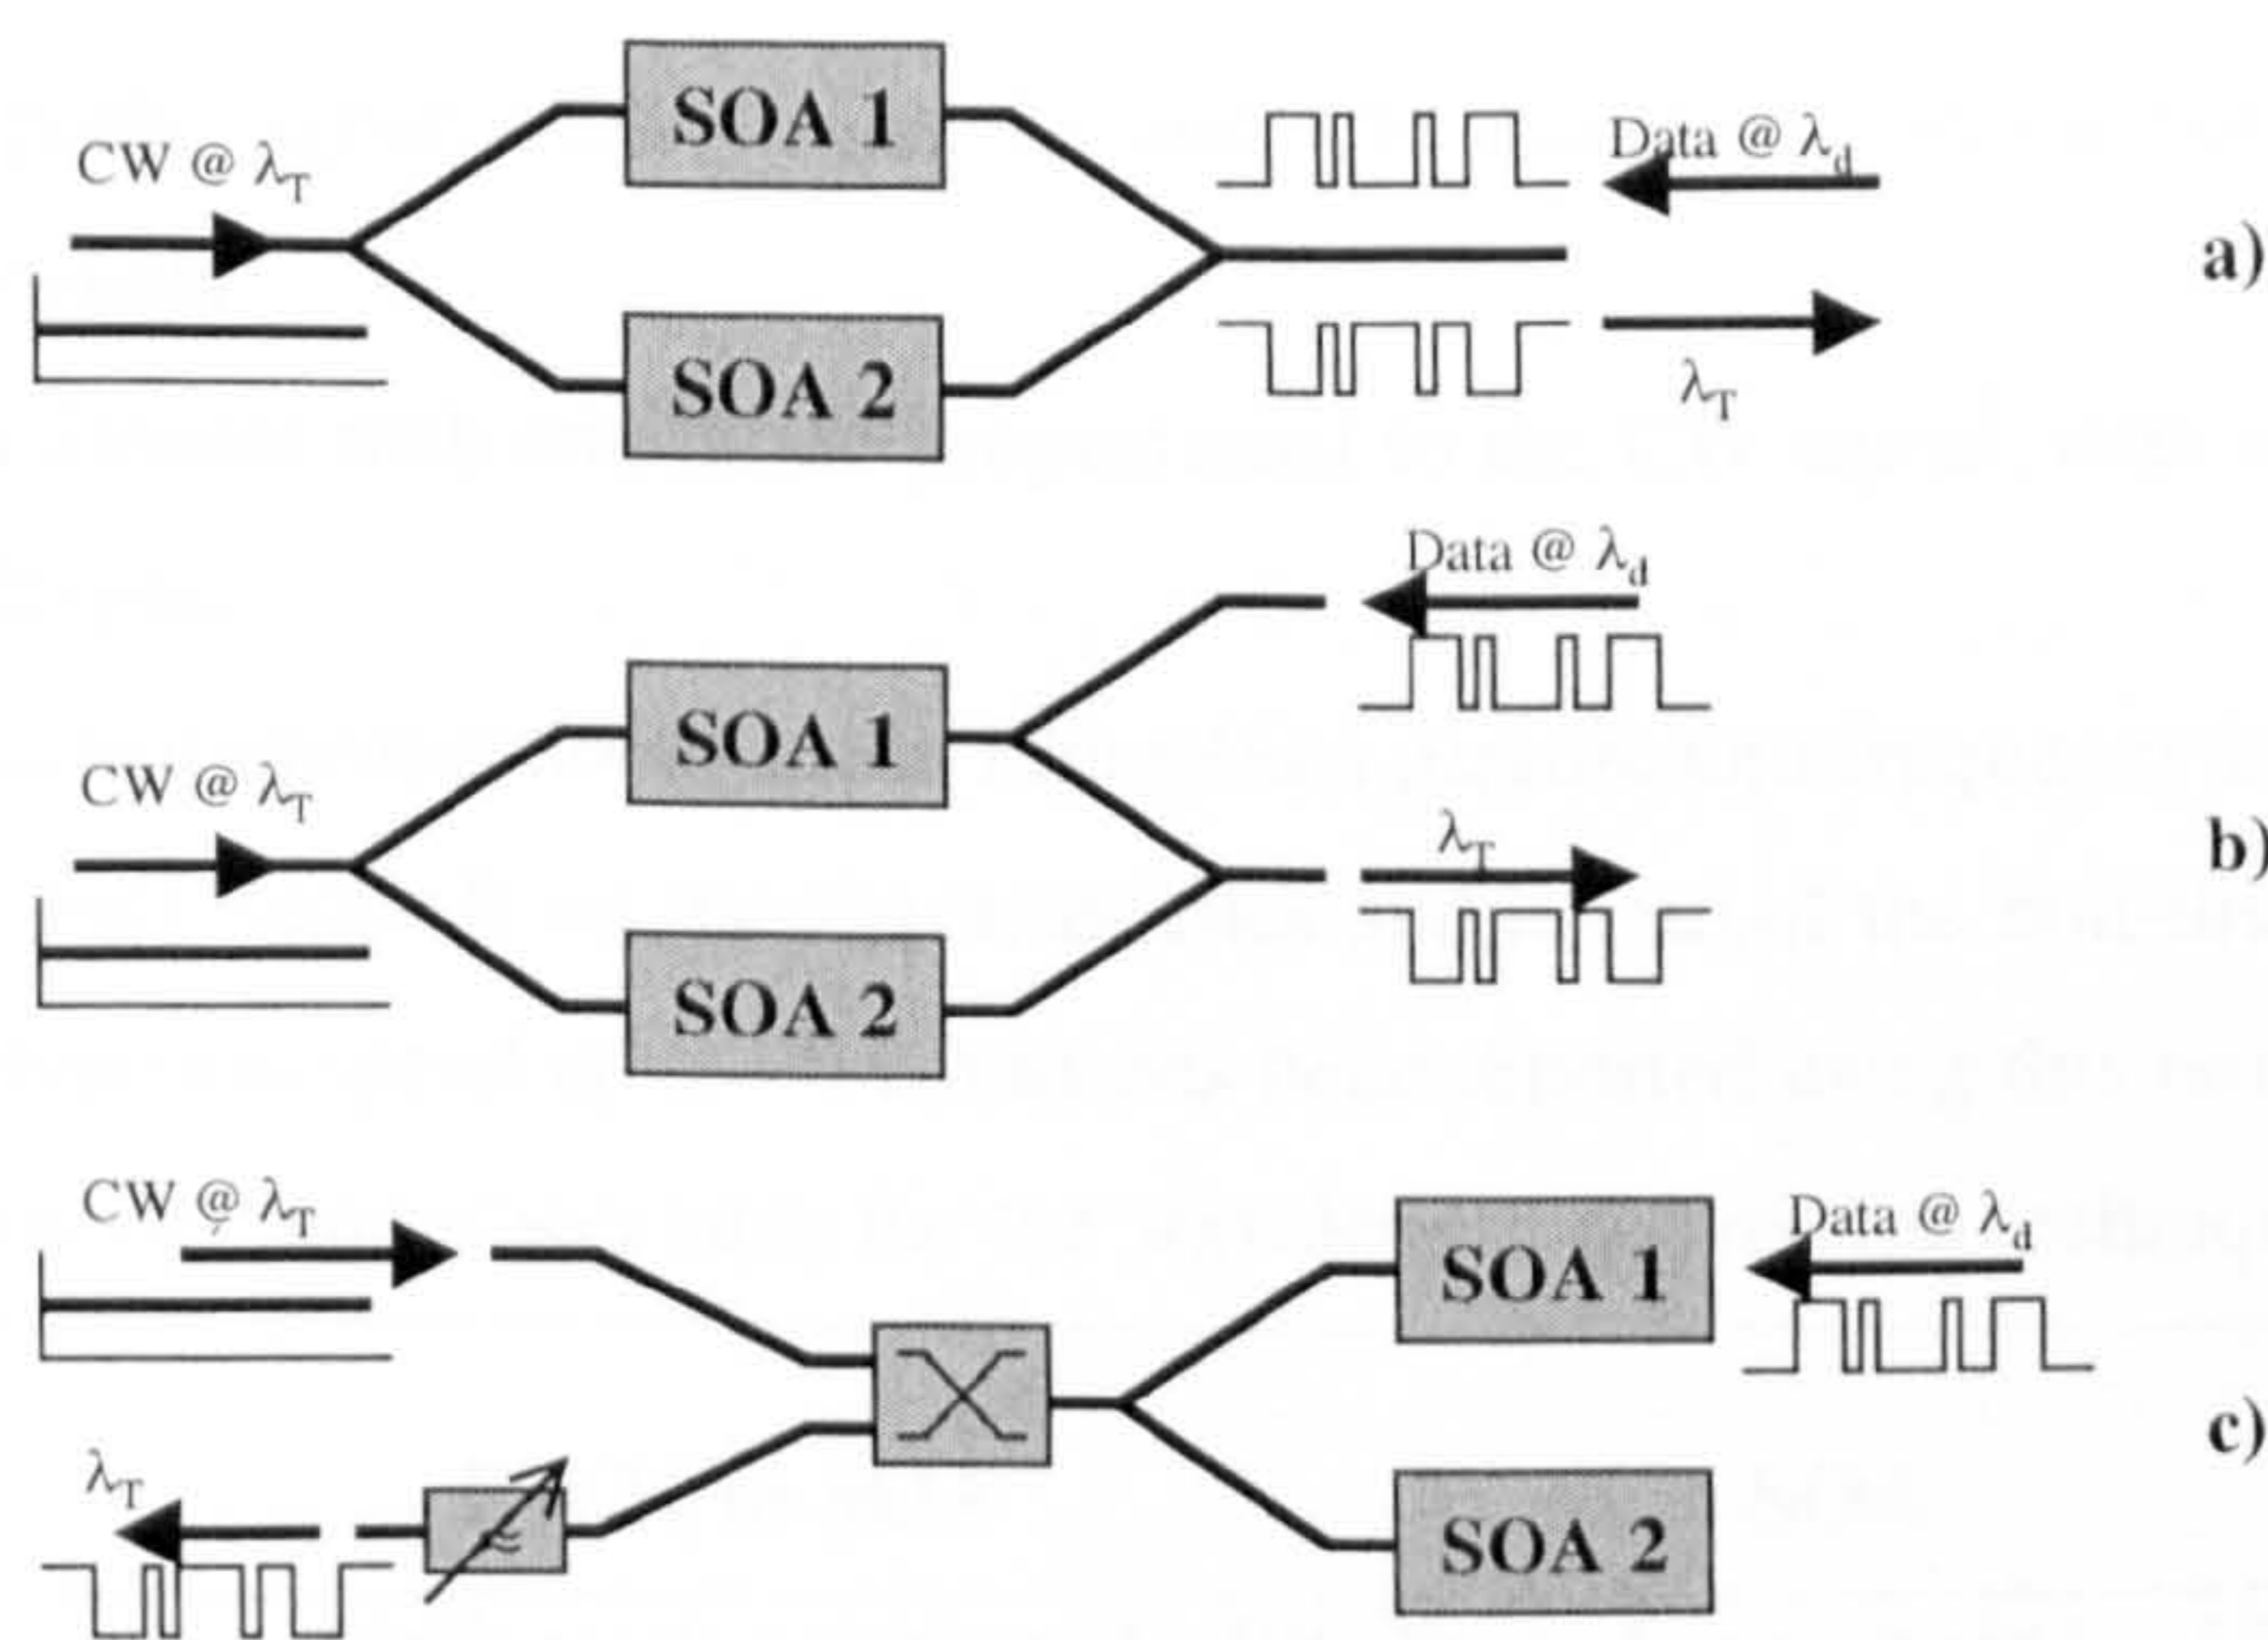 SOA 1
CW @ λT
Data @ λd
a)
SOA 2
λT
Data @ λd
SOA 1
CW @ λT
λT
b)
SOA 2
CW @ λT
Data @ λd
SOA 1
c)
λT
SOA 2